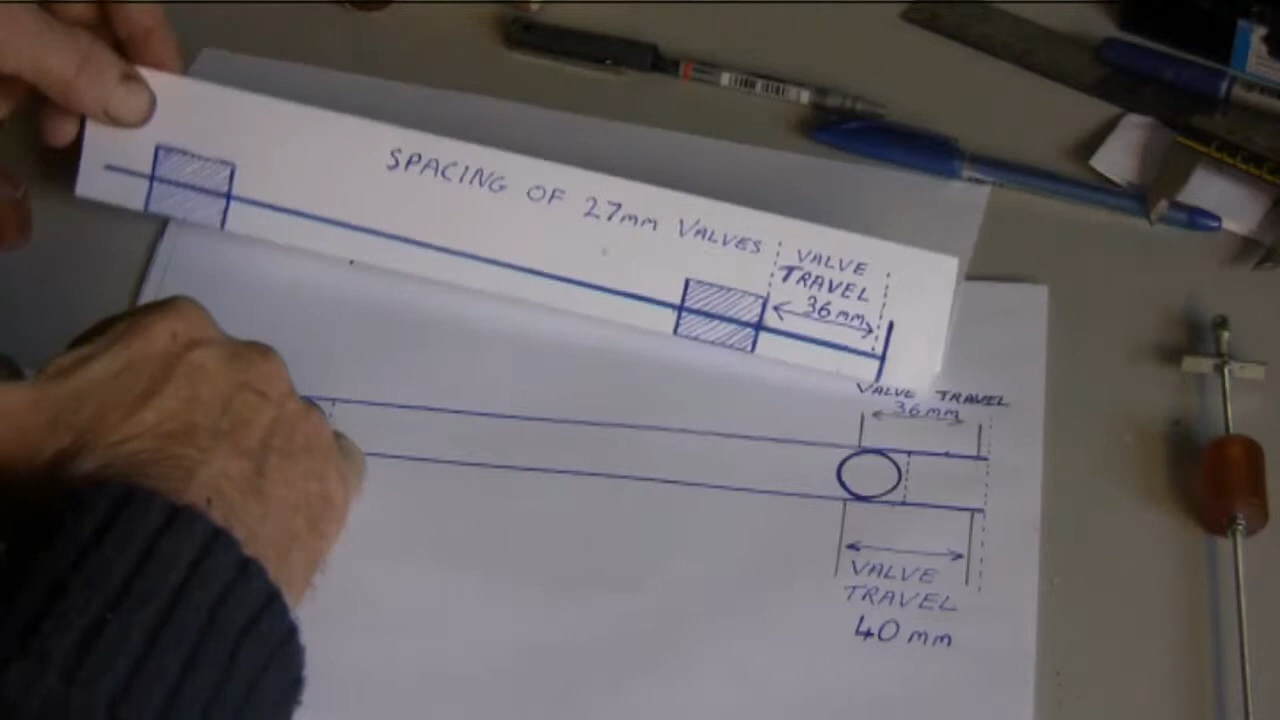 SPACING OF 27mm VALVES
VALVE
TRAVEL
36mm
VALVE TRAVEL
36mm
VALVE
TRAVEL
40mm